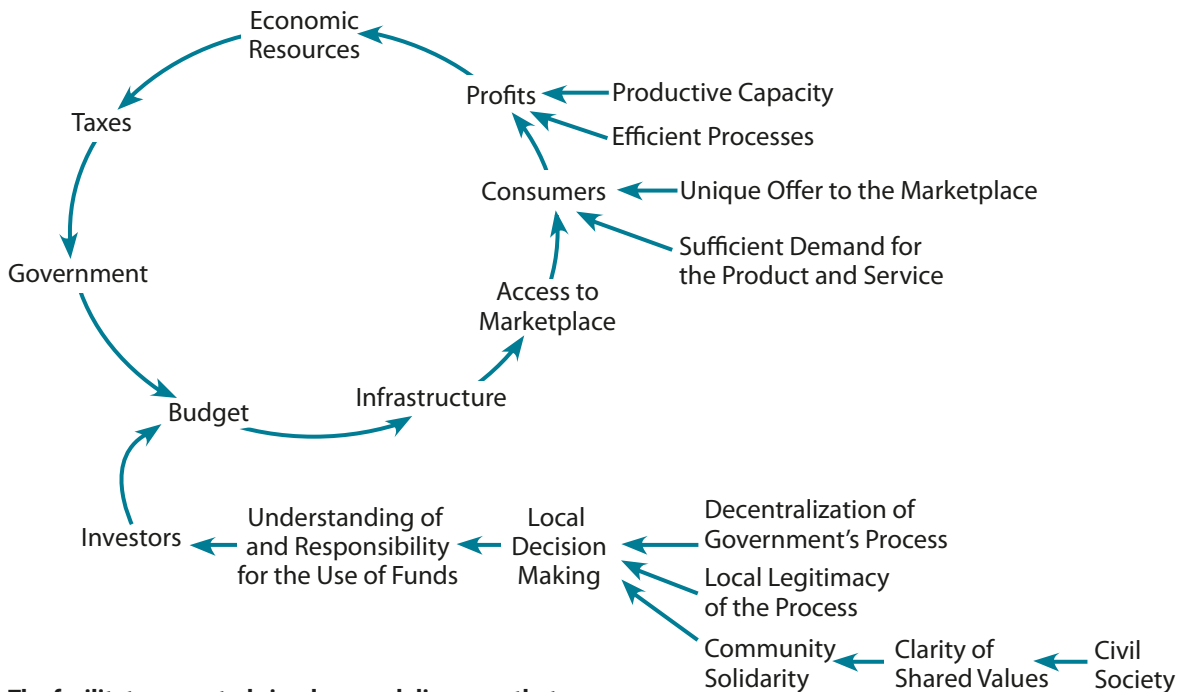 Economic
Resources
Profits
Productive Capacity
Efficient Processes
Taxes
Consumers
Unique Offer to the Marketplace
Sufficient Demand for
the Product and Service
Government
Access to
Marketplace
Infrastructure
Budget
Investors
Understanding of
and Responsibility
for the Use of Funds
Local
Decision
Making
Decentralization of
Government's Process
Local Legitimacy
of the Process
Community
Solidarity
Clarity of
Shared Values
Civil
Society